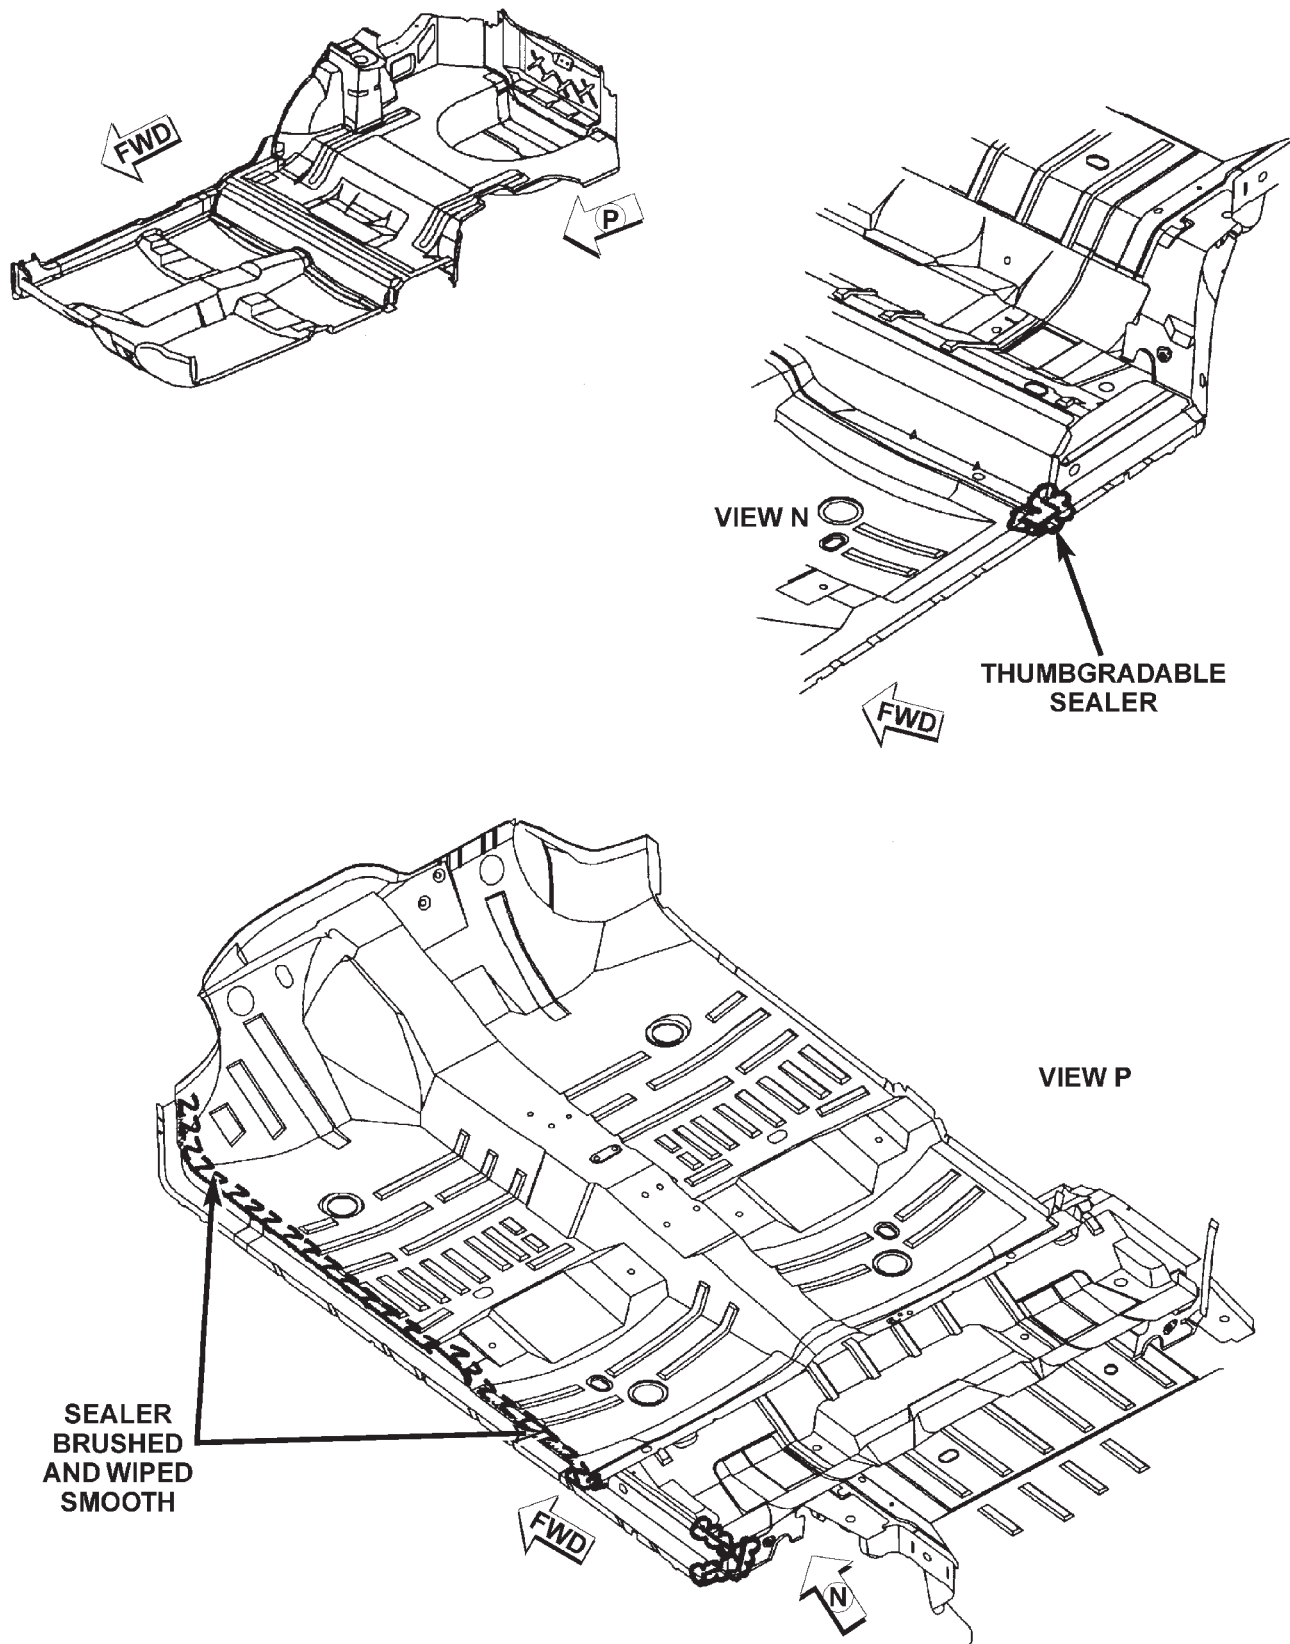 FWD
P
VIEW N
THUMBGRADABLE
SEALER
FWD
VIEW P
SEALER
BRUSHED
AND WIPED
SMOOTH
FWD
N